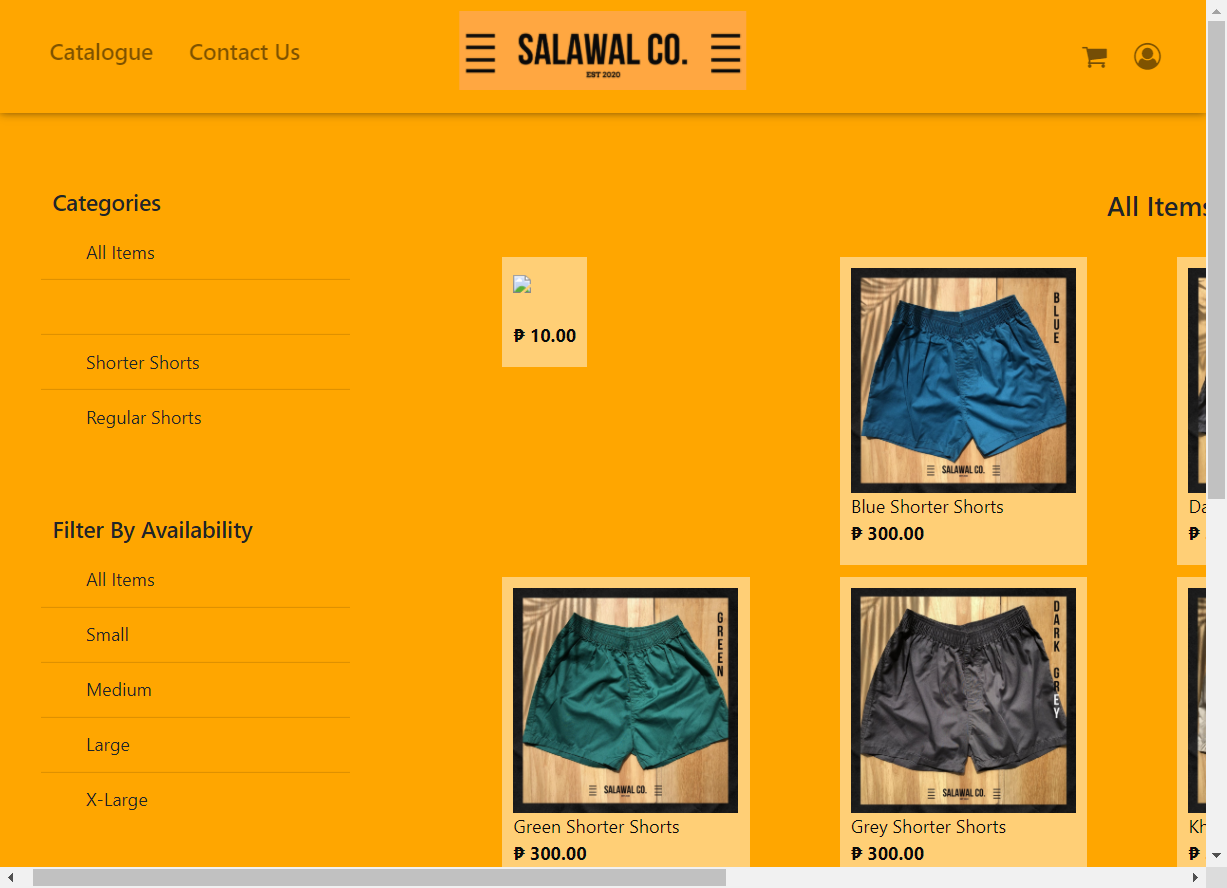 Catalogue
Contact Us
SALAWAL CO.
EST 2020
Categories
All Items
Shorter Shorts
Regular Shorts
Filter By Availability
All Items
Small
Medium
Large
X-Large
All Items
₱ 10.00
BLUE
SALAWAL CO.
Blue Shorter Shorts
₱ 300.00
Da
₱
GREEN
SALAWAL CO.
Green Shorter Shorts
₱ 300.00
DARK GREY
SALAWAL CO.
Grey Shorter Shorts
₱ 300.00
Kh
₱